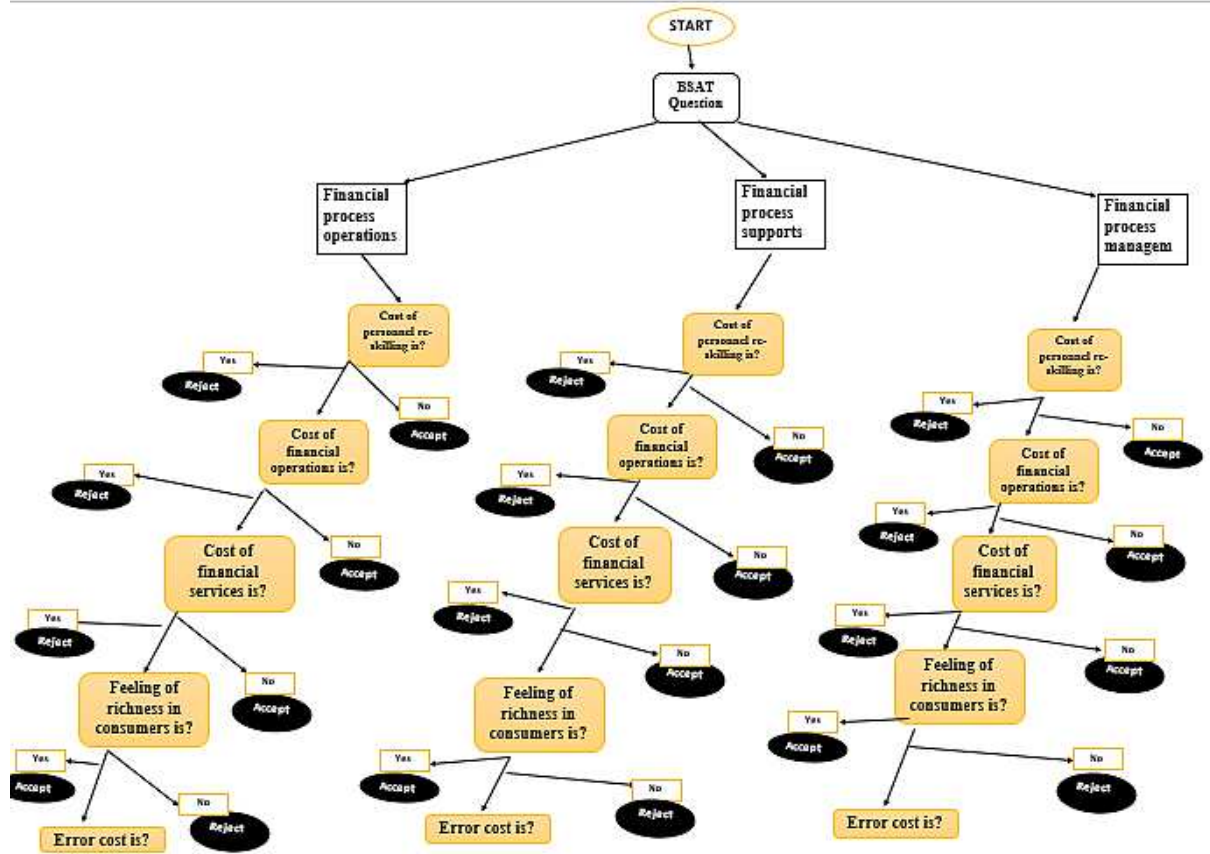 START
BSAT
Question
Financial
process
operations
Financial
process
supports
Financial
process
managem
Cost of
personnel re-
skilling is?
Yes
Reject
No
Accept
Cost of
financial
operations is?
Yes
Reject
No
Accept
Cost of
financial
services is?
Yes
Reject
No
Accept
Feeling of
richness in
consumers is?
Yes
Accept
No
Reject
Error cost is?
Cost of
personnel re-
skilling is?
Yes
Reject
No
Accept
Cost of
financial
operations is?
Yes
Reject
No
Accept
Cost of
financial
services is?
Yes
Reject
No
Accept
Feeling of
richness in
consumers is?
Yes
Accept
No
Reject
Error cost is?
Cost of
personnel re-
skilling is?
Yes
Reject
No
Accept
Cost of
financial
operations is?
Yes
Reject
No
Accept
Cost of
financial
services is?
Yes
Reject
No
Accept
Feeling of
richness in
consumers is?
Yes
Accept
No
Reject
Error cost is?